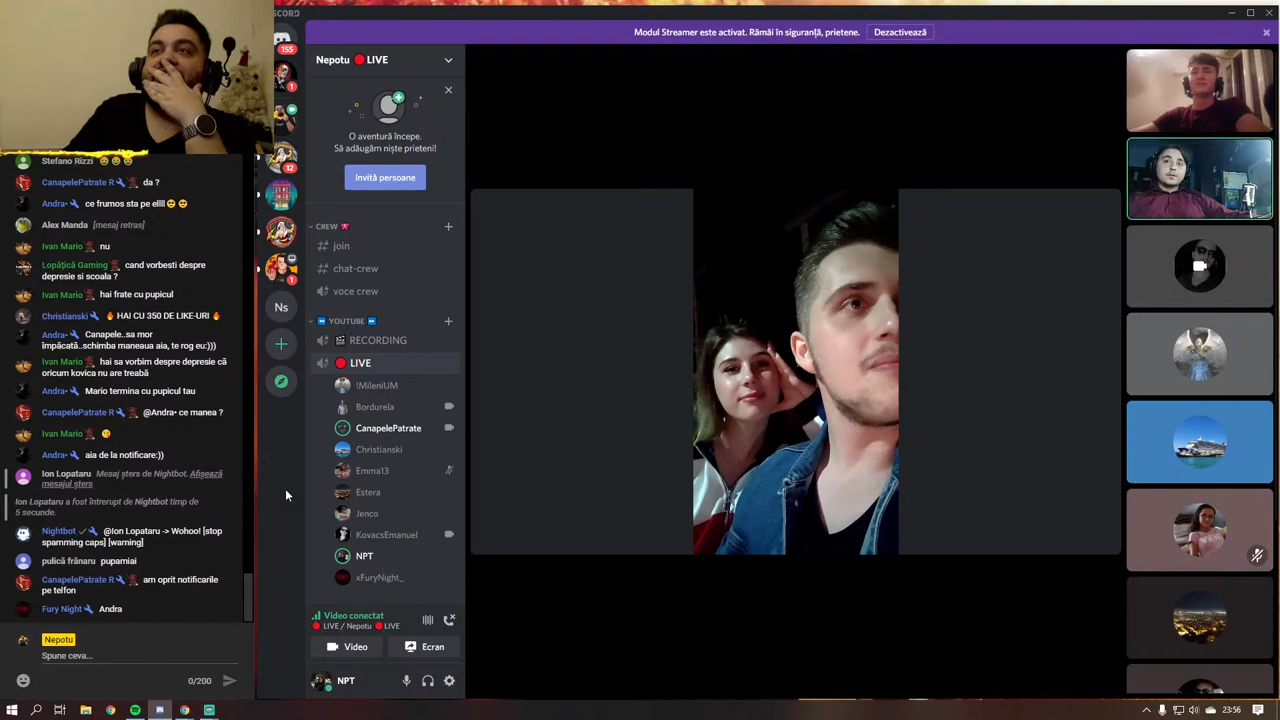 SCORD
Modul Streamer este activat. Rămâi în siguranță, prietene.
Dezactivează
155
1
12
1
Ns
Stefano Rizzi
CanapelePatrate R da ?
Andra• ce frumos sta pe ellll
Alex Manda [mesaj retras]
Ivan Mario nu
Lopățică Gaming cand vorbesti despre
depresie si scoala ?
Ivan Mario hai frate cu pupicul
Christianski HAI CU 350 DE LIKE-URI
Andra• Canapele..sa mor
împăcată..schimba maneaua aia, te rog eu:)))
Ivan Mario hai sa vorbim despre depresie că
oricum kovica nu are treabă
Andra• Mario termina cu pupicul tau
CanapelePatrate R @Andra• ce manea ?
Ivan Mario
Andra• aia de la notificare:))
Ion Lopataru Mesaj șters de Nightbot. Afișează
mesajul șters
Ion Lopataru a fost întrerupt de Nightbot timp de
5 secunde.
Nightbot @Ion Lopataru -> Wohoo! [stop
spamming caps] [warning]
pulică frânaru pupamiai
CanapelePatrate R am oprit notificarile
pe telfon
Fury Night Andra
Nepotu
Spune ceva...
0/200
Nepotu LIVE
O aventură începe.
Să adăugăm niște prieteni!
Invită persoane
CREW
join
chat-crew
voce crew
YOUTUBE
RECORDING
LIVE
!MileniUM
Bordurela
CanapelePatrate
Christianski
Emma13
Estera
Jenco
KovacsEmanuel
NPT
xFuryNight_
Video conectat
LIVE / Nepotu LIVE
Video
Ecran
NPT
23:56